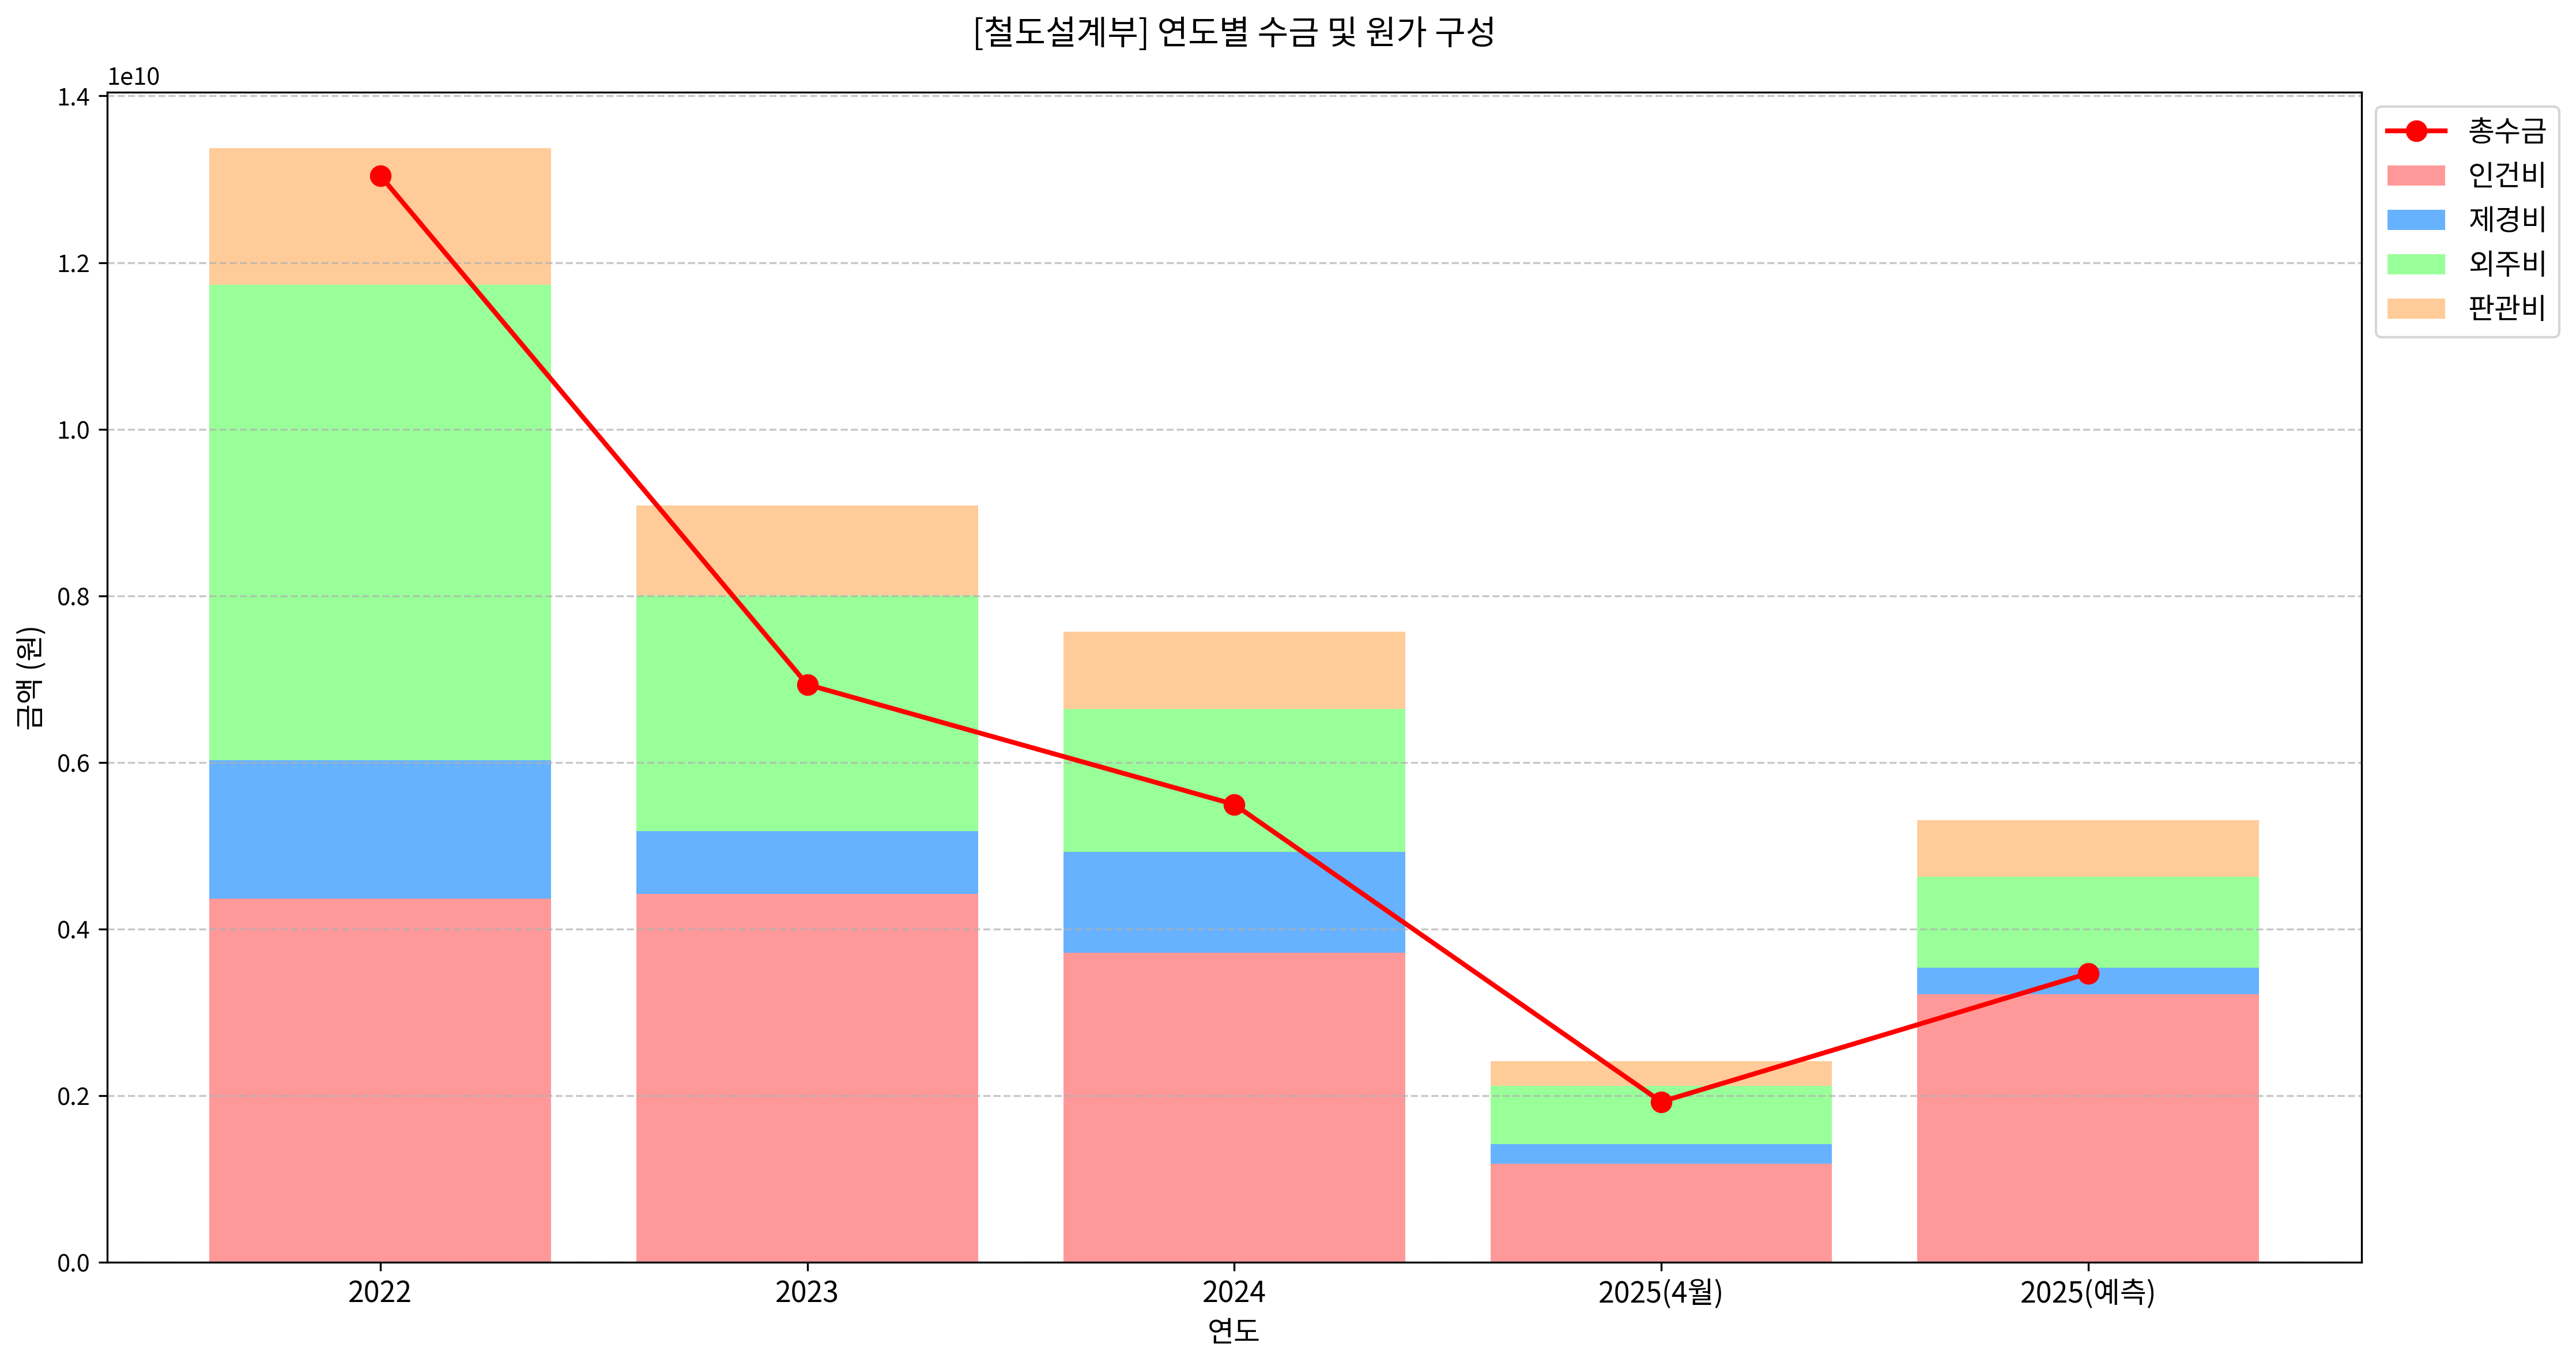 [철도설계부] 연도별 수금 및 원가 구성
1e10
1.4
1.2
1.0
0.8
0.6
0.4
0.2
0.0
금액 (원)
2022
2023
2024
2025(4월)
2025(예측)
연도
총수금
인건비
제경비
외주비
판관비